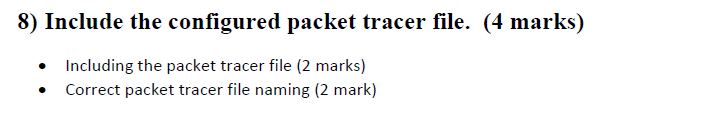 8) Include the configured packet tracer file.  (4 marks)
• Including the packet tracer file (2 marks)
• Correct packet tracer file naming (2 mark)